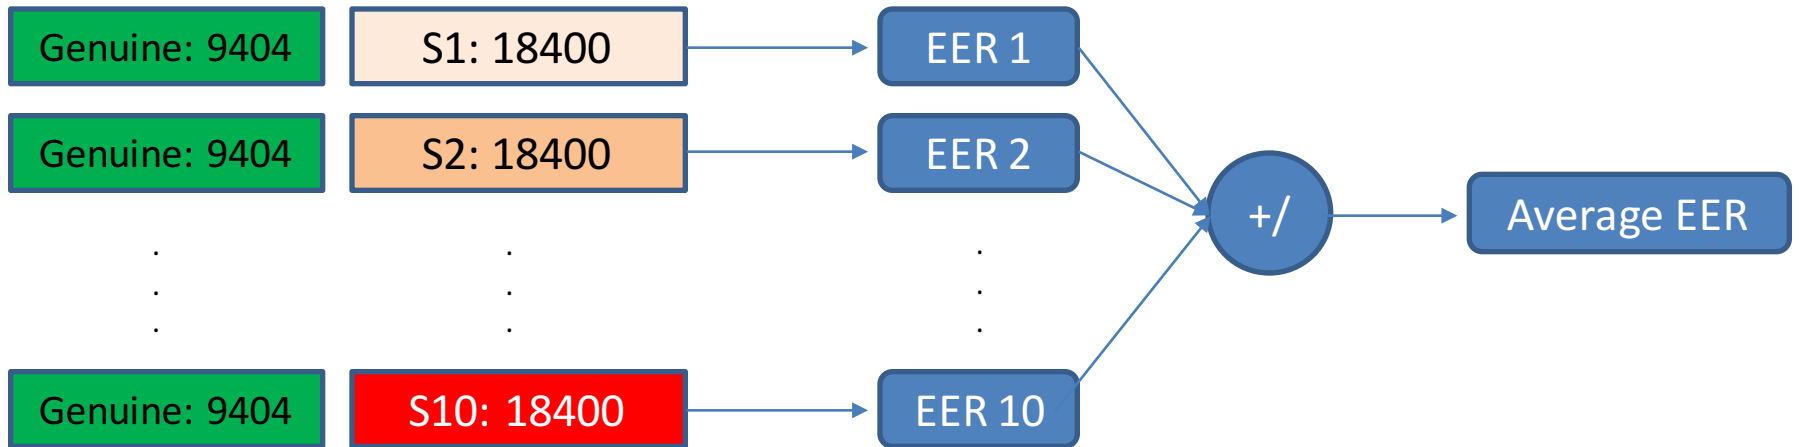 Genuine: 9404 S1: 18400 EER 1
Genuine: 9404 S2: 18400 EER 2
+/ Average EER
. . .
. . .
. . .
Genuine: 9404 S10: 18400 EER 10